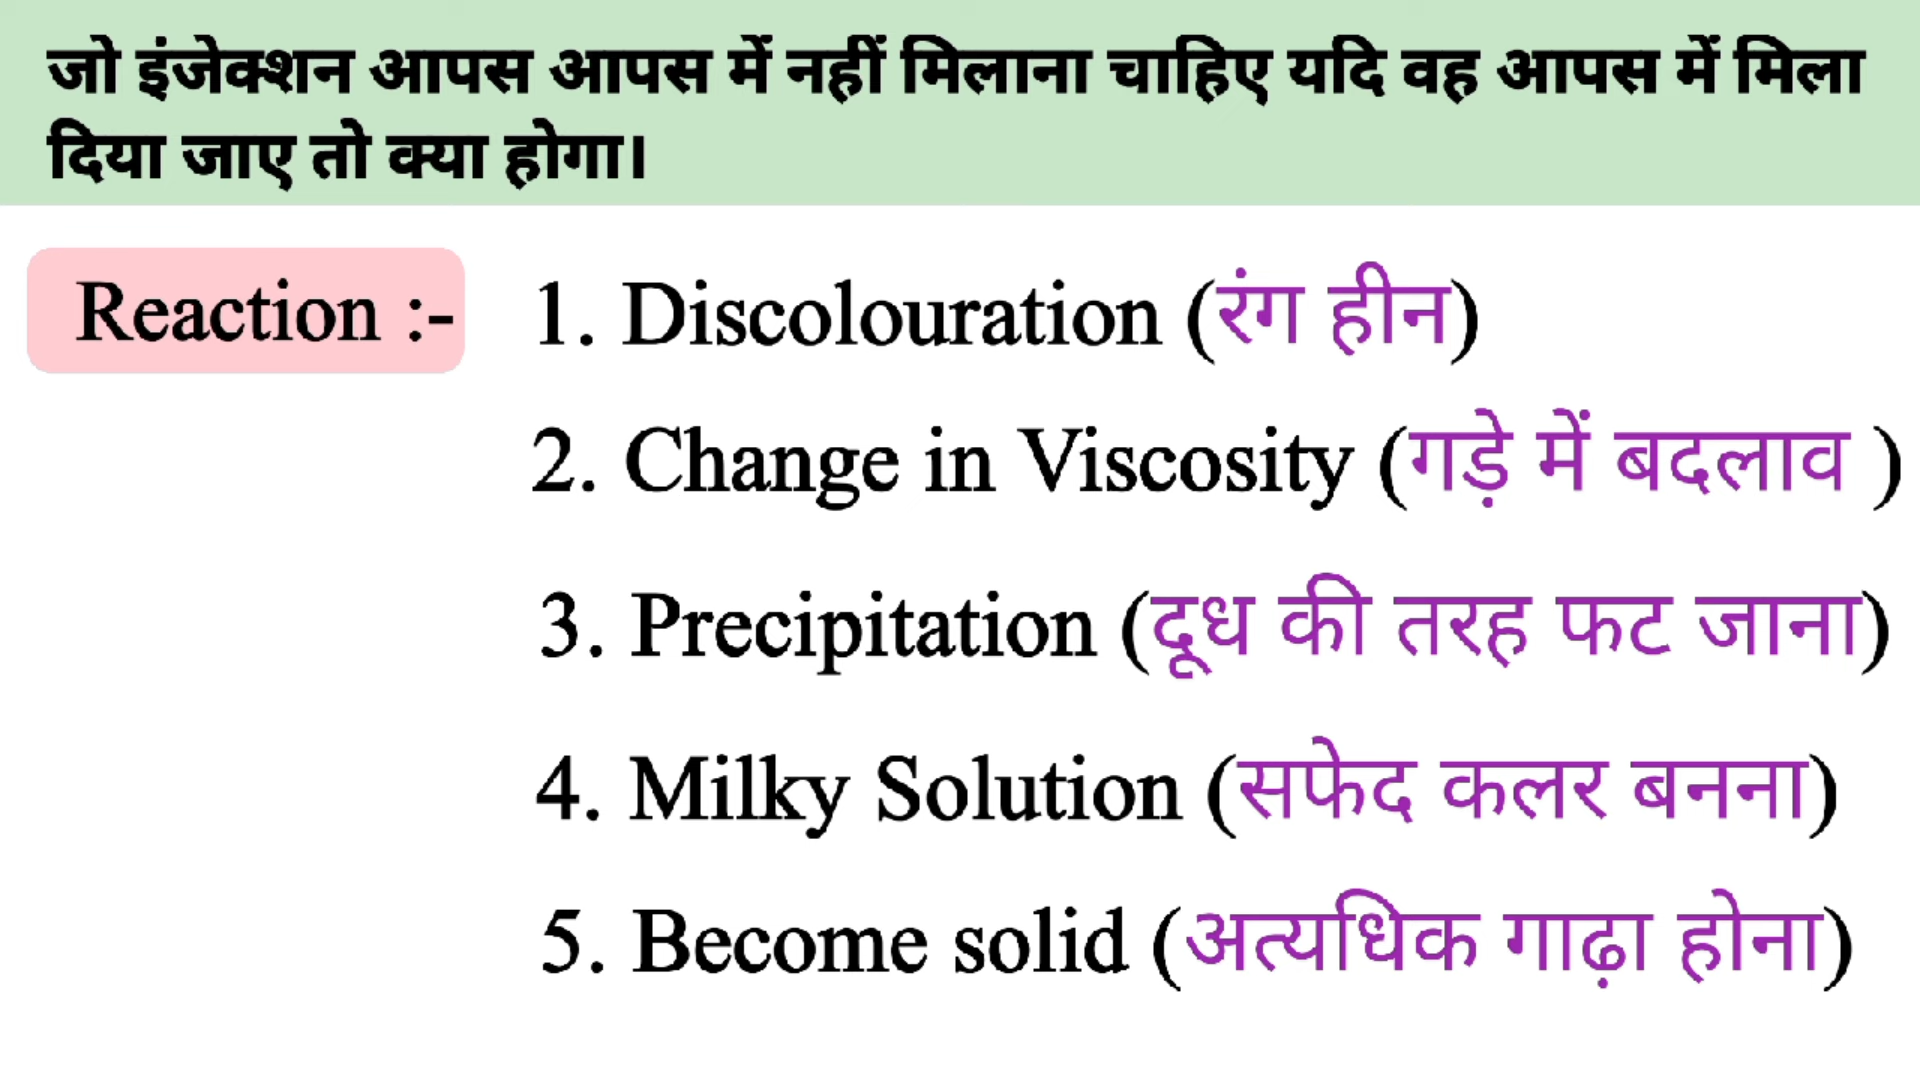 जो इंजेक्शन आपस आपस में नहीं मिलाना चाहिए यदि वह आपस में मिला
दिया जाए तो क्या होगा।
Reaction :- 1. Discolouration (रंग हीन)
2. Change in Viscosity (गड़े में बदलाव )
3. Precipitation (दूध की तरह फट जाना)
4. Milky Solution (सफेद कलर बनना)
5. Become solid (अत्यधिक गाढ़ा होना)